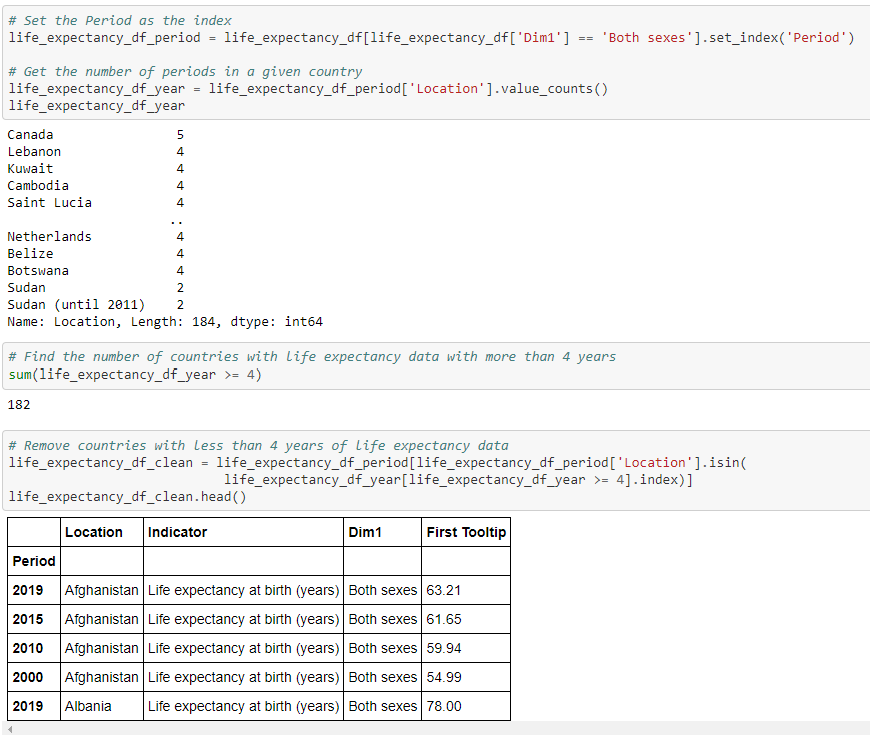 # Set the Period as the index
life_expectancy_df_period = life_expectancy_df[life_expectancy_df['Dim1'] == 'Both sexes'].set_index('Period')
# Get the number of periods in a given country
life_expectancy_df_year = life_expectancy_df_period['Location'].value_counts()
life_expectancy_df_year
Canada 5
Lebanon 4
Kuwait 4
Cambodia 4
Saint Lucia 4
..
Netherlands 4
Belize 4
Botswana 4
Sudan 2
Sudan (until 2011) 2
Name: Location, Length: 184, dtype: int64
# Find the number of countries with life expectancy data with more than 4 years
sum(life_expectancy_df_year >= 4)
182
# Remove countries with less than 4 years of life expectancy data
life_expectancy_df_clean = life_expectancy_df_period[life_expectancy_df_period['Location'].isin(
life_expectancy_df_year[life_expectancy_df_year >= 4].index)]
life_expectancy_df_clean.head()
Location Indicator Dim1 First Tooltip
Period
2019 Afghanistan Life expectancy at birth (years) Both sexes 63.21
2015 Afghanistan Life expectancy at birth (years) Both sexes 61.65
2010 Afghanistan Life expectancy at birth (years) Both sexes 59.94
2000 Afghanistan Life expectancy at birth (years) Both sexes 54.99
2019 Albania Life expectancy at birth (years) Both sexes 78.00